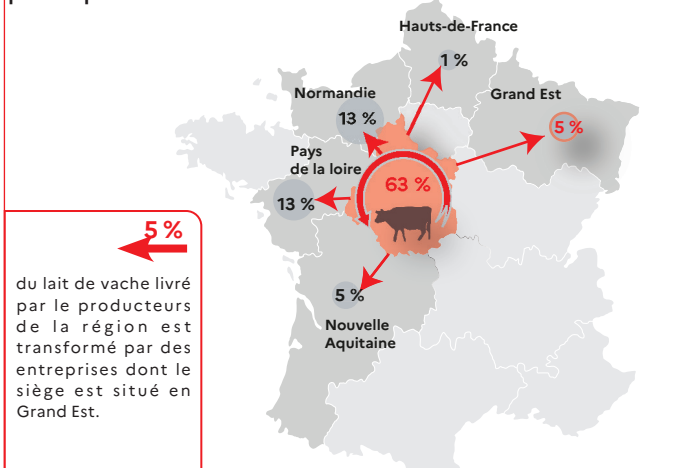 Hauts-de-France
1 %
Normandie
13 %
Grand Est
5 %
Pays
de la loire
63 %
13 %
5 %
Nouvelle
Aquitaine
5 %
du lait de vache livré
par le producteurs
de la région est
transformé par des
entreprises dont le
siège est situé en
Grand Est.